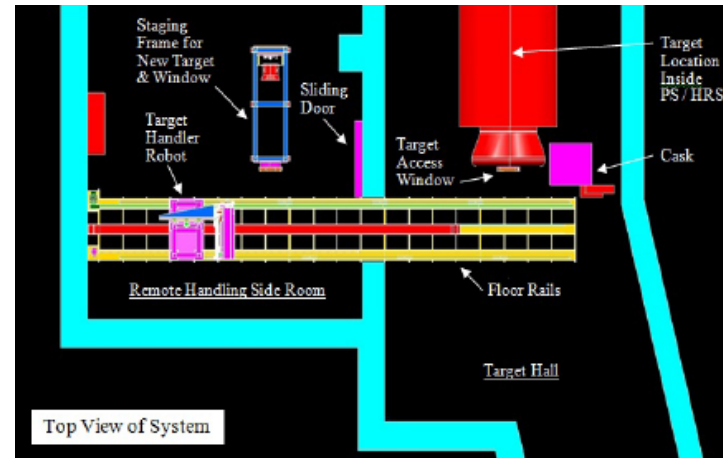 Staging
Frame for
New Target
& Window
Sliding
Door
Target
Handler
Robot
Target
Location
Inside
PS / HRS
Target
Access
Window
Cask
Remote Handling Side Room
Floor Rails
Target Hall
Top View of System